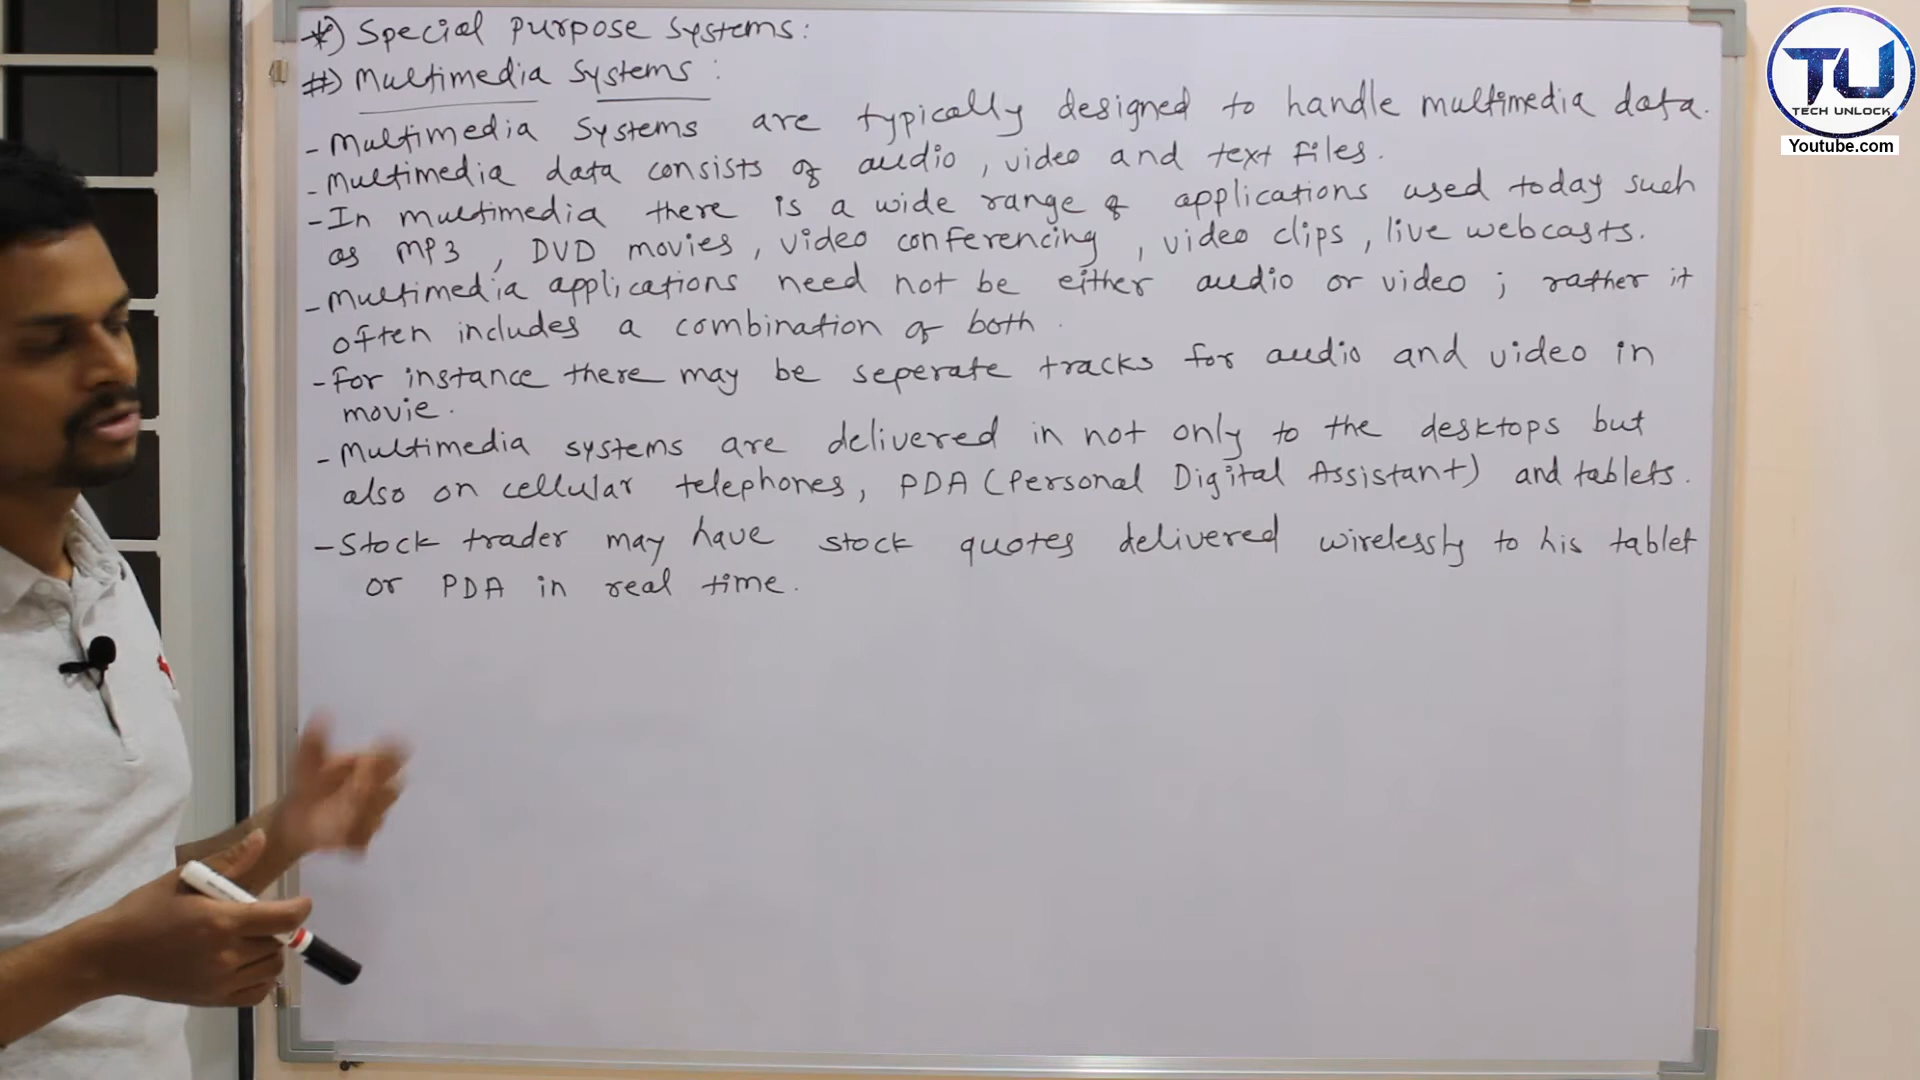 *) Special Purpose Systems:
#) Multimedia Systems:
- Multimedia Systems are typically designed to handle multimedia data.
- Multimedia data consists of audio, video and text files.
- In multimedia there is a wide range of applications used today such
as MP3, DVD movies, video conferencing, video clips, live webcasts.
- Multimedia applications need not be either audio or video; rather it
often includes a combination of both.
- For instance there may be seperate tracks for audio and video in
movie.
- Multimedia systems are delivered in not only to the desktops but
also on cellular telephones, PDA (Personal Digital Assistant) and tablets.
- Stock trader may have stock quotes delivered wirelessly to his tablet
or PDA in real time.
TU
TECH UNLOCK
Youtube.com